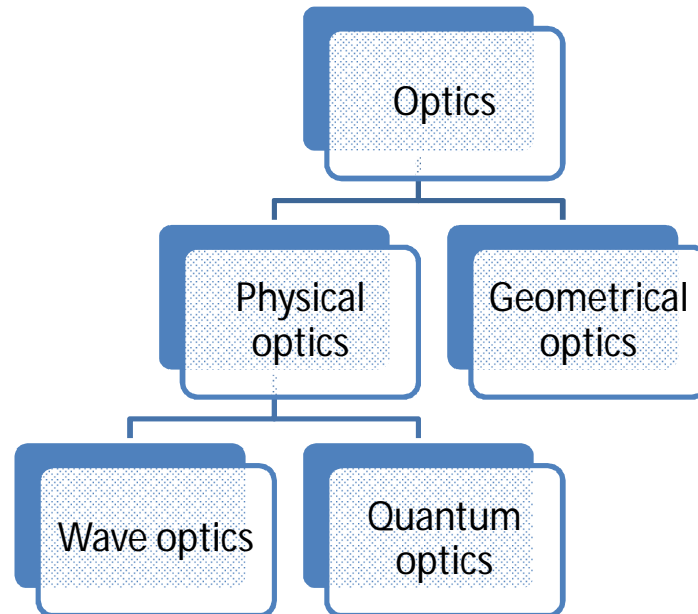 Optics
Physical
optics
Geometrical
optics
Wave optics
Quantum
optics